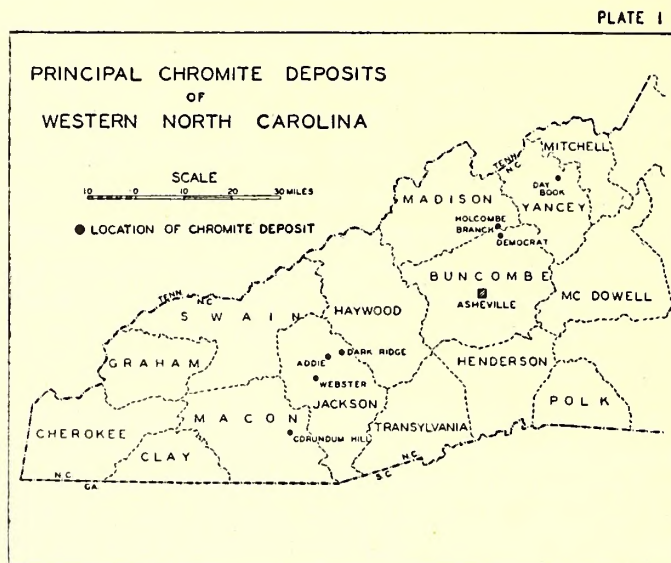 PLATE I
PRINCIPAL CHROMITE DEPOSITS
OF
WESTERN NORTH CAROLINA
SCALE
10 0 10 20 30 MILES
LOCATION OF CHROMITE DEPOSIT
MITCHELL
TENN.
N.C.
DAY
BOOK
YANCEY
MADISON
HOLCOMBE
BRANCH
DEMOCRAT
BUNCOMBE
ASHEVILLE
MC DOWELL
TENN.
N.C.
SWAIN
HAYWOOD
GRAHAM
ADDIE
DARK RIDGE
WEBSTER
HENDERSON
JACKSON
POLK
MACON
TRANSYLVANIA
CHEROKEE
CORUNDUM HILL
CLAY
N.C.
S.C.
N.C.
GA.